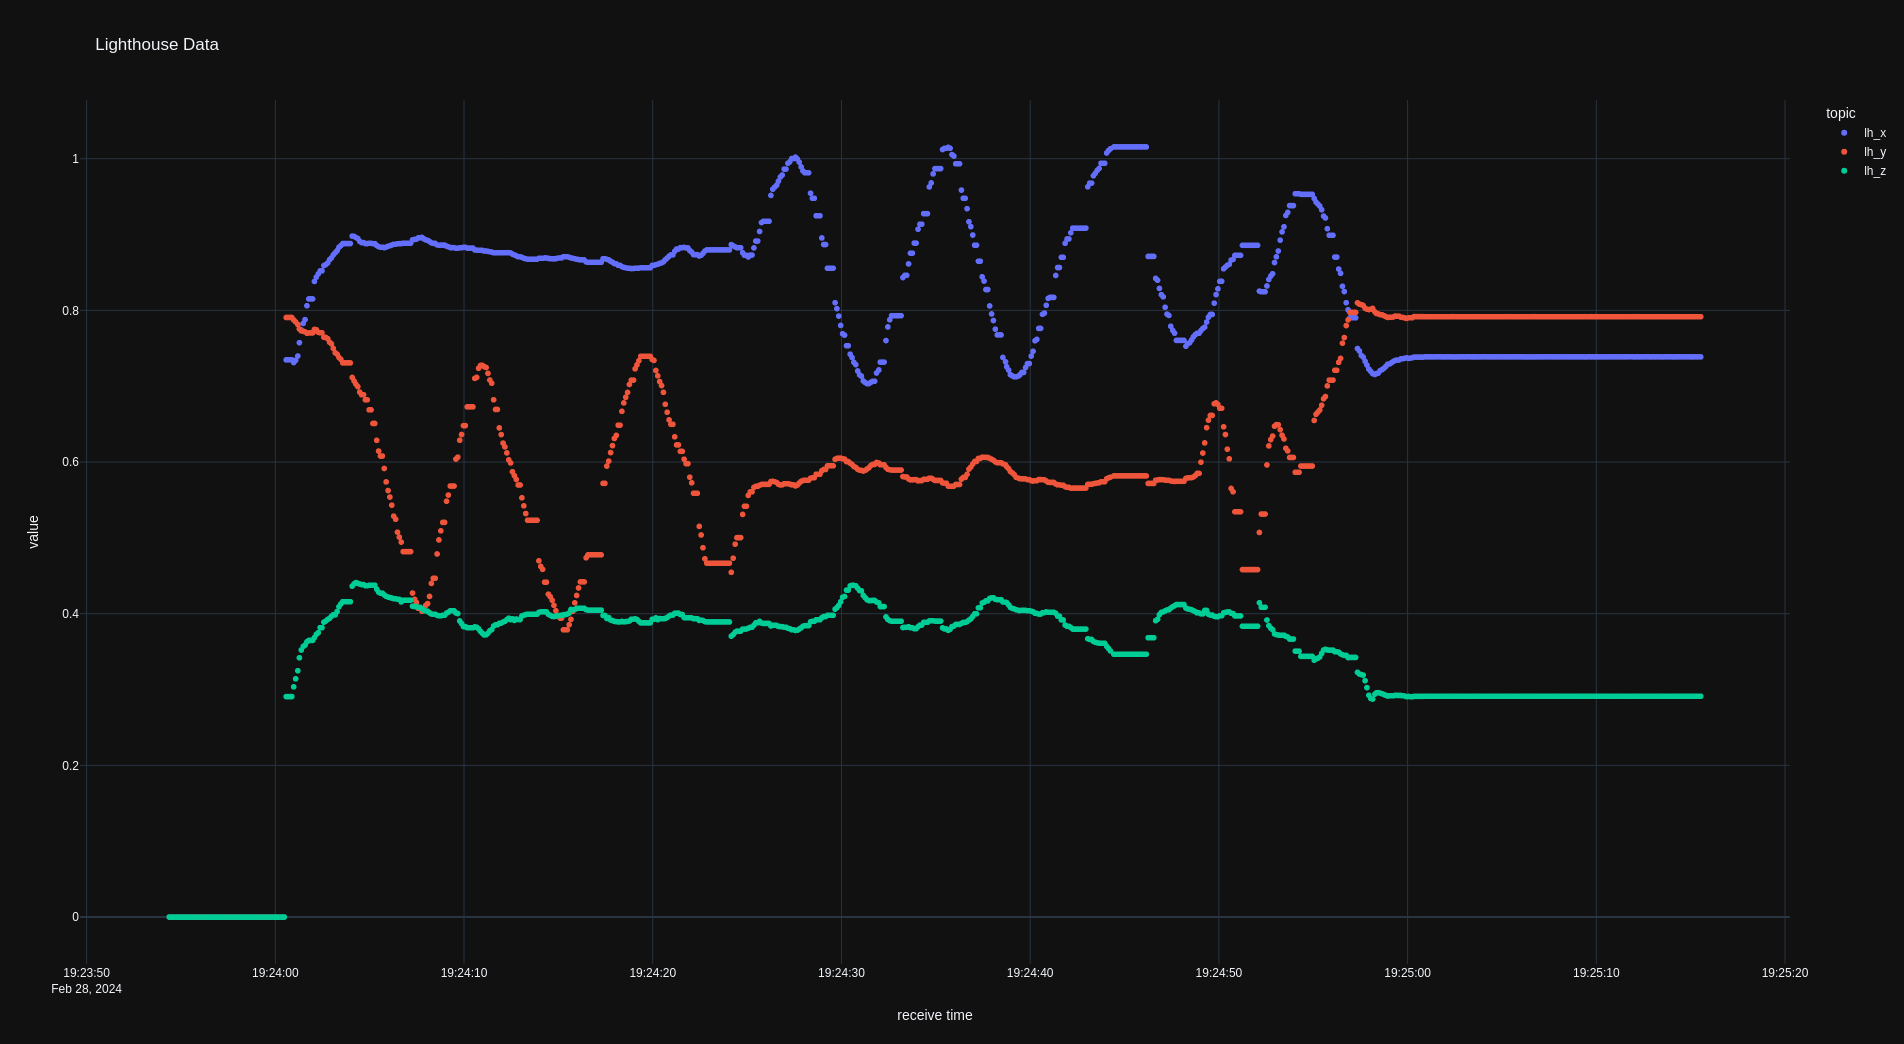 Lighthouse Data
topic
lh_x
lh_y
lh_z
value
1
0.8
0.6
0.4
0.2
0
19:23:50
Feb 28, 2024
19:24:00
19:24:10
19:24:20
19:24:30
19:24:40
19:24:50
19:25:00
19:25:10
19:25:20
receive time